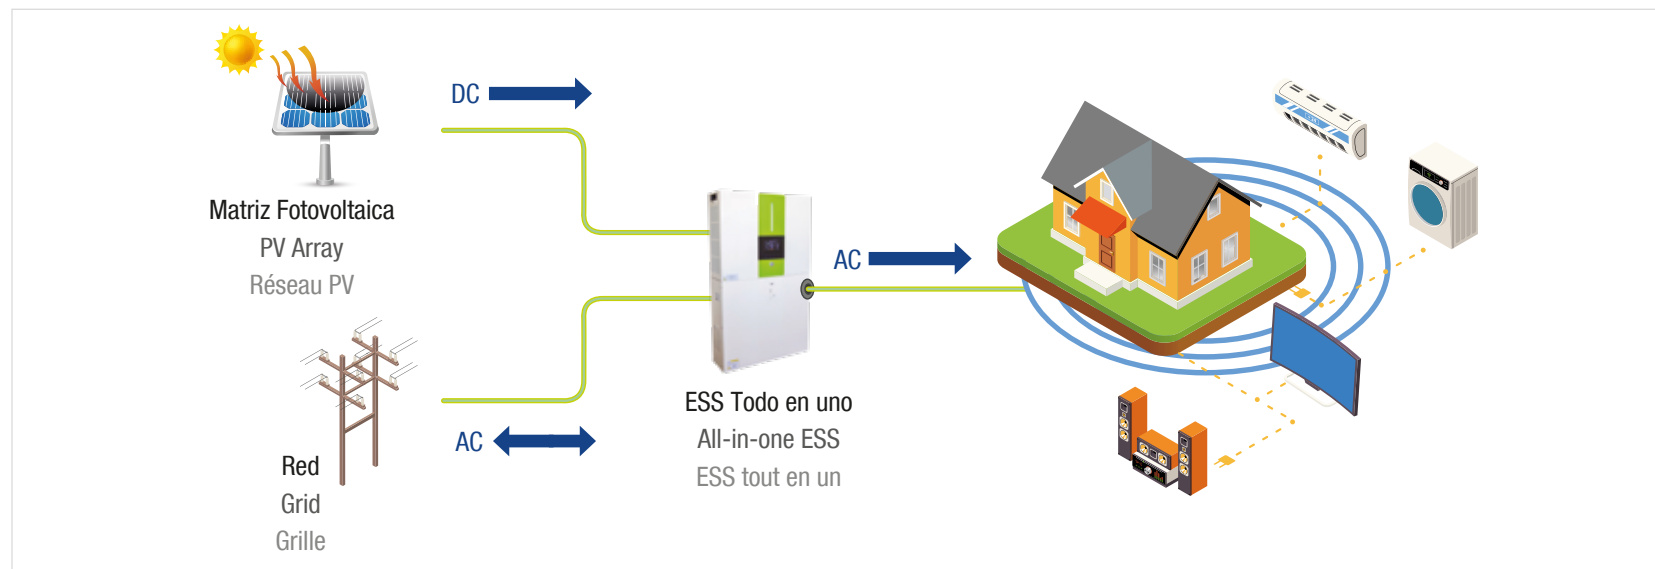 DC
Matriz Fotovoltaica
PV Array
Réseau PV
AC
Red
Grid
Grille
ESS Todo en uno
All-in-one ESS
ESS tout en un
AC